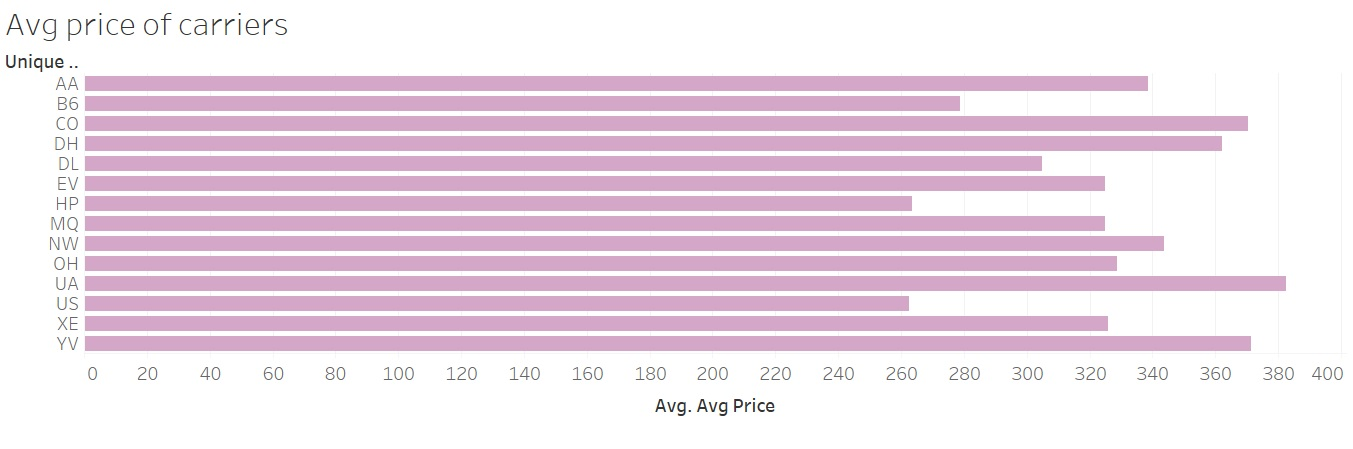 Avg price of carriers
Unique ..
AA
B6
CO
DH
DL
EV
HP
MQ
NW
OH
UA
US
XE
YV
0 20 40 60 80 100 120 140 160 180 200 220 240 260 280 300 320 340 360 380 400
Avg. Avg Price